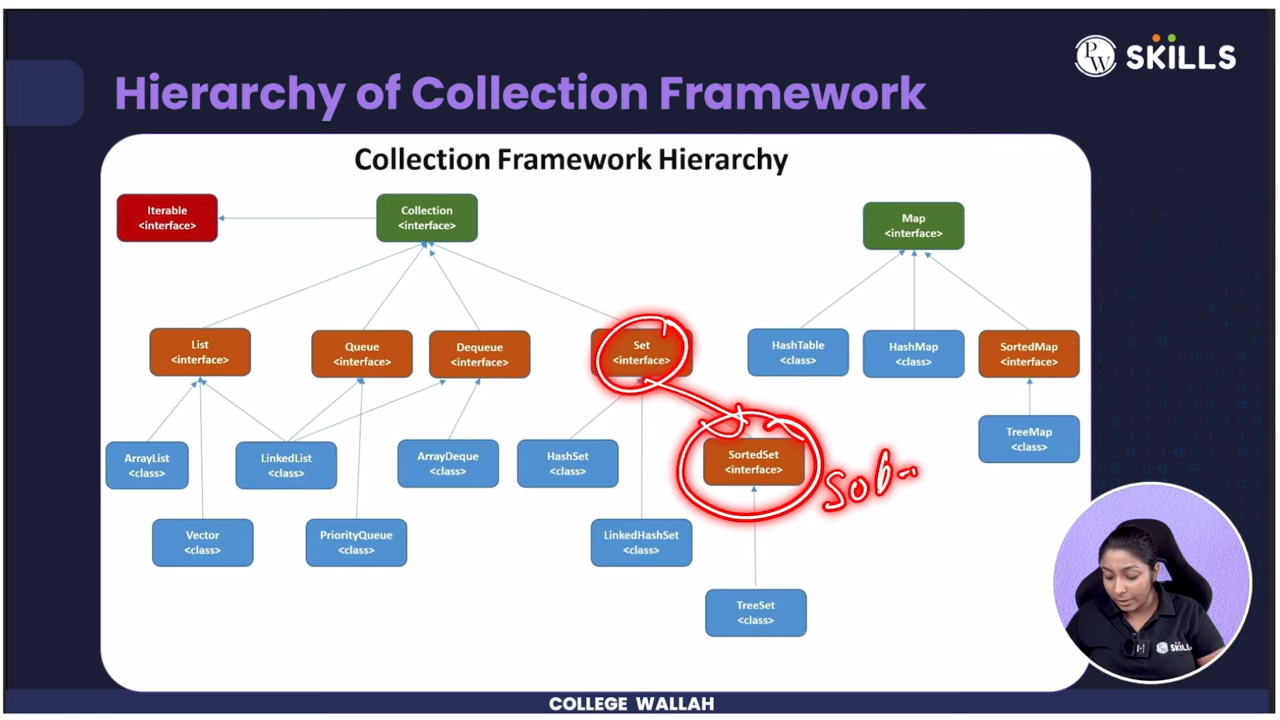 PW SKILLS
Hierarchy of Collection Framework
Collection Framework Hierarchy
Iterable
<interface>
Collection
<interface>
Map
<interface>
List
<interface>
Queue
<interface>
Dequeue
<interface>
Set
<interface>
HashTable
<class>
HashMap
<class>
SortedMap
<interface>
ArrayList
<class>
LinkedList
<class>
ArrayDeque
<class>
HashSet
<class>
SortedSet
<interface>
TreeMap
<class>
Vector
<class>
PriorityQueue
<class>
LinkedHashSet
<class>
TreeSet
<class>
SKILLS
COLLEGE WALLAH